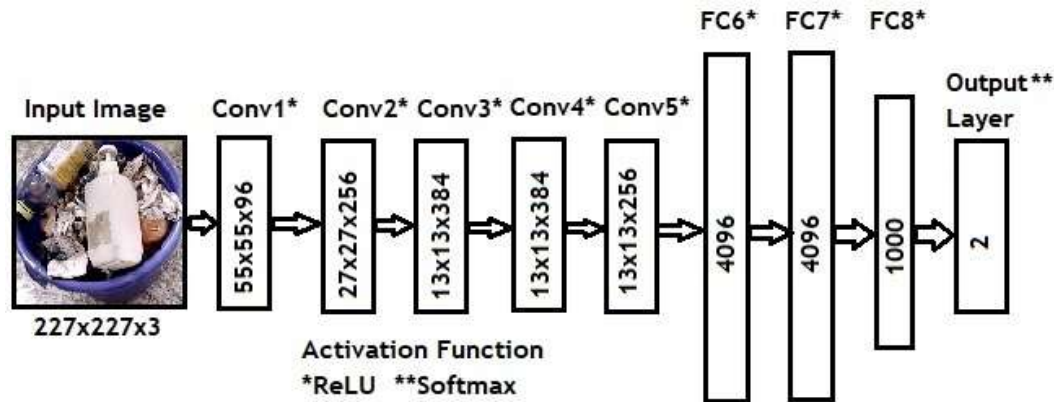 FC6* FC7* FC8*
Input Image Conv1* Conv2* Conv3* Conv4* Conv5* Output**
Layer
55x55x96
27x27x256
13x13x384
13x13x384
13x13x256
4096
4096
1000
2
227x227x3
Activation Function
*ReLU **Softmax